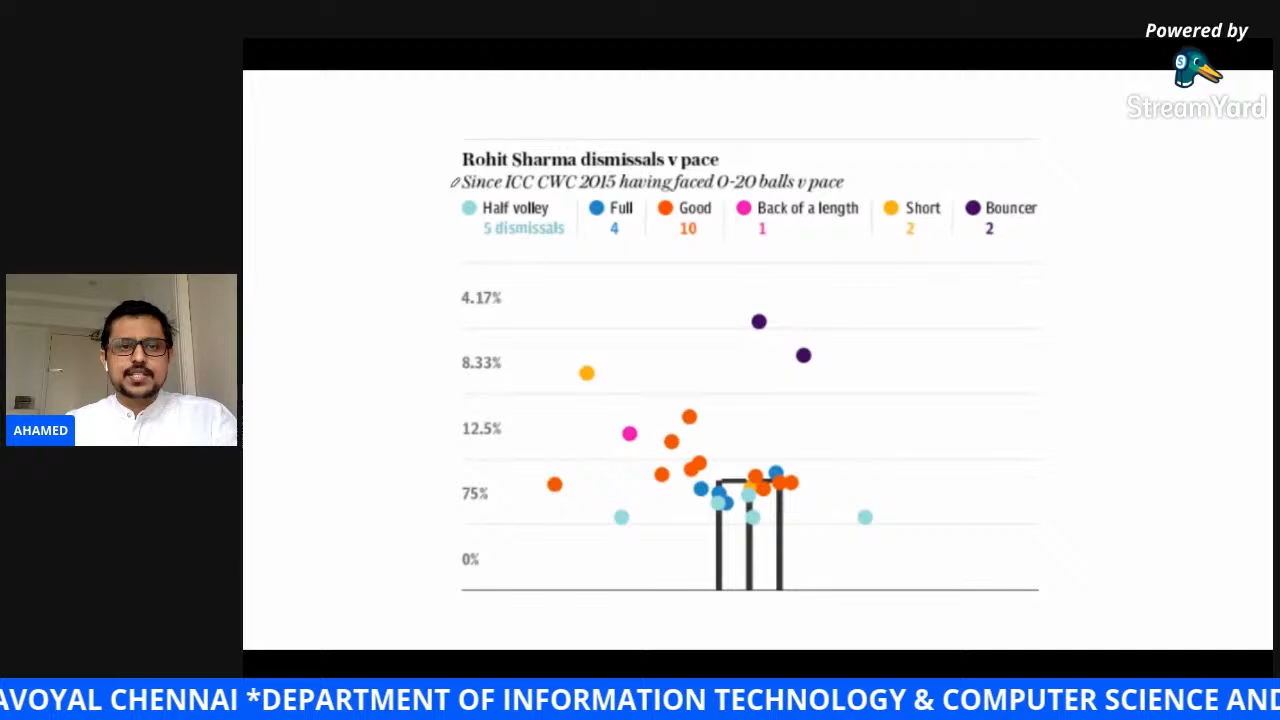 Powered by
StreamYard
Rohit Sharma dismissals v pace
Since ICC CWC 2015 having faced 0-20 balls v pace
Half volley Full Good Back of a length Short Bouncer
5 dismissals 4 10 1 2 2
4.17%
8.33%
12.5%
75%
0%
AHAMED
AVOYAL CHENNAI *DEPARTMENT OF INFORMATION TECHNOLOGY & COMPUTER SCIENCE AND